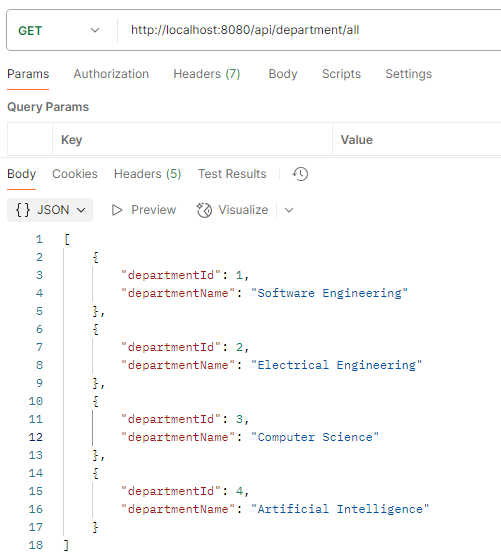 GET http://localhost:8080/api/department/all
Params Authorization Headers (7) Body Scripts Settings
Query Params
Key Value
Body Cookies Headers (5) Test Results
{} JSON Preview Visualize
1 [
2 {
3 "departmentId": 1,
4 "departmentName": "Software Engineering"
5 },
6 {
7 "departmentId": 2,
8 "departmentName": "Electrical Engineering"
9 },
10 {
11 "departmentId": 3,
12 "departmentName": "Computer Science"
13 },
14 {
15 "departmentId": 4,
16 "departmentName": "Artificial Intelligence"
17 }
18 ]